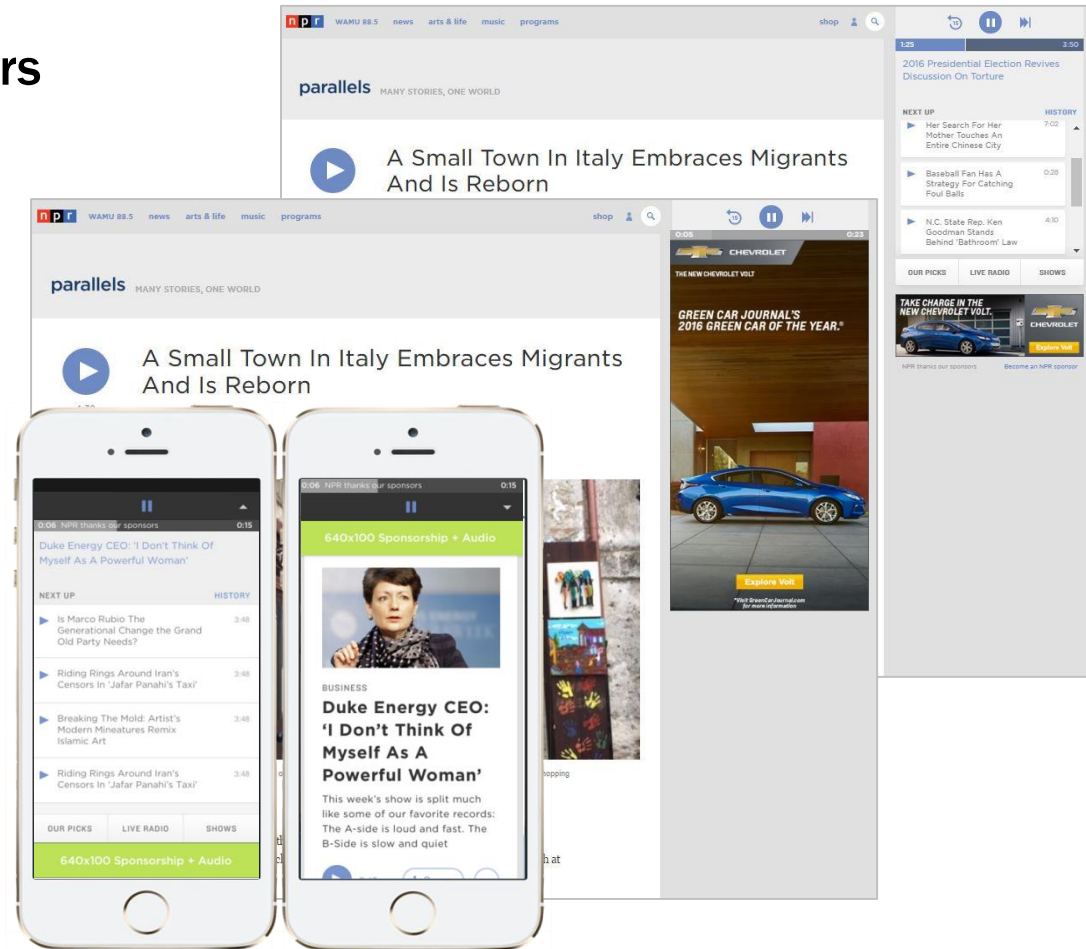 rs
npr WAMU 88.5 news arts & life music programs shop
parallels MANY STORIES, ONE WORLD
A Small Town In Italy Embraces Migrants
And Is Reborn
15
1:25 3:50
2016 Presidential Election Revives
Discussion On Torture
NEXT UP HISTORY
Her Search For Her 7:02
Mother Touches An
Entire Chinese City
Baseball Fan Has A 0:28
Strategy For Catching
Foul Balls
N.C. State Rep. Ken 4:10
Goodman Stands
Behind 'Bathroom' Law
OUR PICKS LIVE RADIO SHOWS
TAKE CHARGE IN THE
NEW CHEVROLET VOLT.
CHEVROLET
Explore Volt
NPR thanks our sponsors Become an NPR sponsor
npr WAMU 88.5 news arts & life music programs shop
parallels MANY STORIES, ONE WORLD
A Small Town In Italy Embraces Migrants
And Is Reborn
15
0:05 0:23
CHEVROLET
THE NEW CHEVROLET VOLT
GREEN CAR JOURNAL'S
2016 GREEN CAR OF THE YEAR.®
Explore Volt
*Visit GreenCarJournal.com
for more information
hopping
h at
0:06 NPR thanks our sponsors 0:15
Duke Energy CEO: 'I Don't Think Of
Myself As A Powerful Woman'
NEXT UP HISTORY
Is Marco Rubio The 3:48
Generational Change the Grand
Old Party Needs?
Riding Rings Around Iran's 3:48
Censors In 'Jafar Panahi's Taxi'
Breaking The Mold: Artist's 3:48
Modern Mineatures Remix
Islamic Art
Riding Rings Around Iran's 3:48
Censors In 'Jafar Panahi's Taxi'
OUR PICKS LIVE RADIO SHOWS
640x100 Sponsorship + Audio
0:06 NPR thanks our sponsors 0:15
640x100 Sponsorship + Audio
BUSINESS
Duke Energy CEO:
'I Don't Think Of
Myself As A
Powerful Woman'
This week's show is split much
like some of our favorite records:
The A-side is loud and fast. The
B-Side is slow and quiet